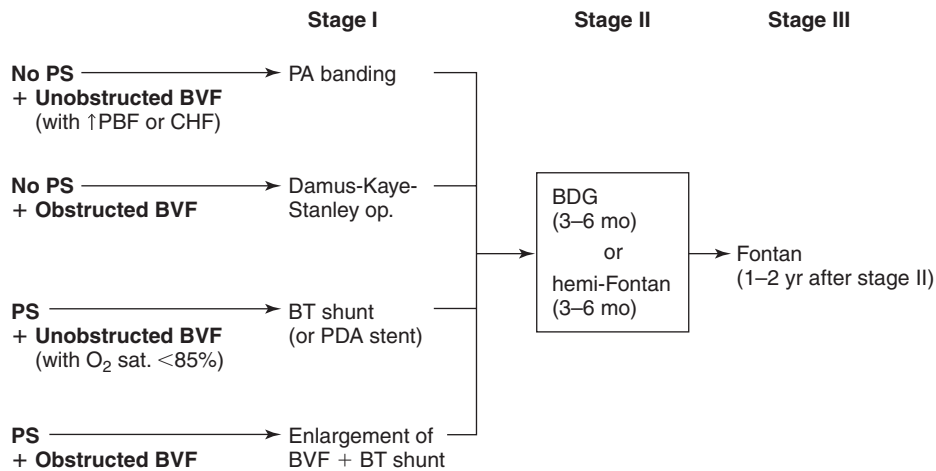 Stage I Stage II Stage III
No PS PA banding
+ Unobstructed BVF
(with ↑PBF or CHF)
No PS Damus-Kaye-
+ Obstructed BVF Stanley op.
BDG
(3–6 mo)
or
hemi-Fontan
(3–6 mo)
Fontan
(1–2 yr after stage II)
PS BT shunt
+ Unobstructed BVF (or PDA stent)
(with O₂ sat. <85%)
PS Enlargement of
+ Obstructed BVF BVF + BT shunt